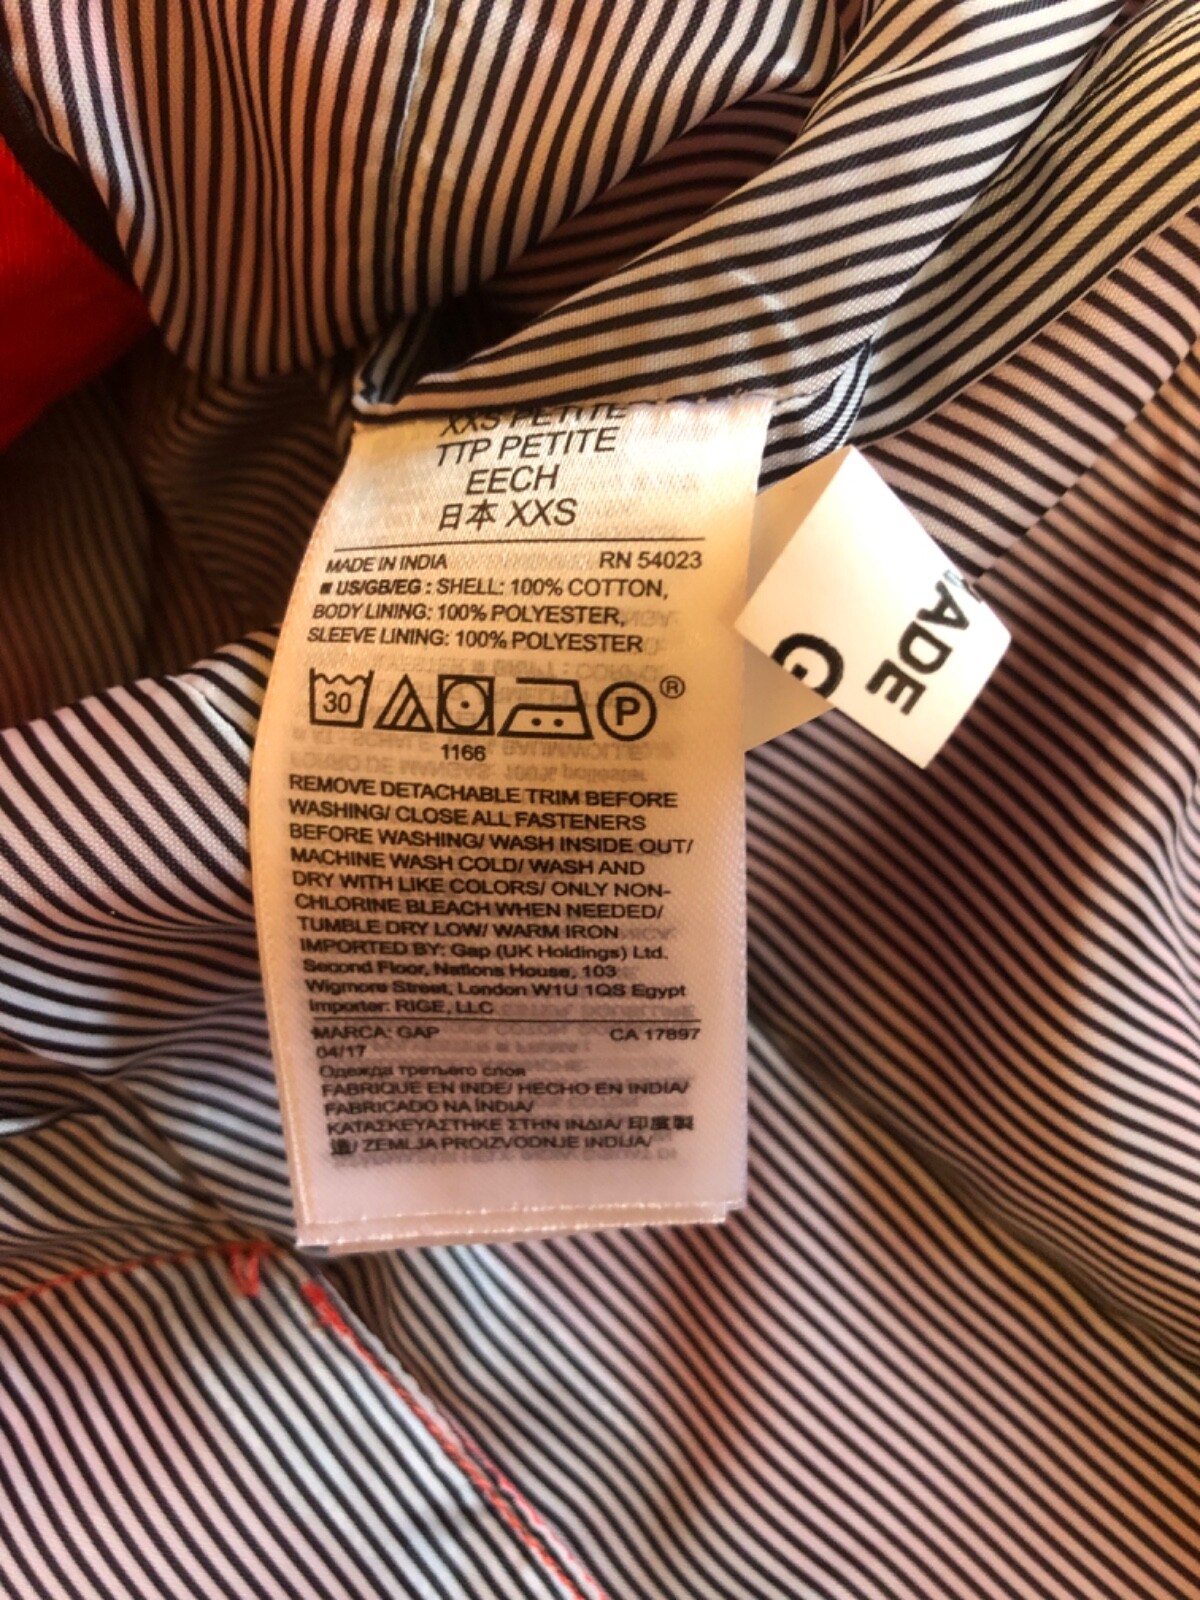 XXS PETITE
TTP PETITE
EECH
日本 XXS
MADE IN INDIA RN 54023
■ US/GB/EG : SHELL: 100% COTTON,
BODY LINING: 100% POLYESTER,
SLEEVE LINING: 100% POLYESTER
30 P ®
1166
REMOVE DETACHABLE TRIM BEFORE
WASHING/ CLOSE ALL FASTENERS
BEFORE WASHING/ WASH INSIDE OUT/
MACHINE WASH COLD/ WASH AND
DRY WITH LIKE COLORS/ ONLY NON-
CHLORINE BLEACH WHEN NEEDED/
TUMBLE DRY LOW/ WARM IRON
IMPORTED BY: Gap (UK Holdings) Ltd.
Second Floor, Nations House, 103
Wigmore Street, London W1U 1QS Egypt
Importer: RIGE, LLC
MARCA: GAP CA 17897
04/17
Одежда третьего слоя
FABRIQUE EN INDE/ HECHO EN INDIA/
FABRICADO NA ÍNDIA/
ΚΑΤΑΣΚΕΥΑΣΤΗΚΕ ΣΤΗΝ ΙΝΔΙΑ/ 印度製
造/ ZEMLJA PROIZVODNJE INDIJA/
ADE